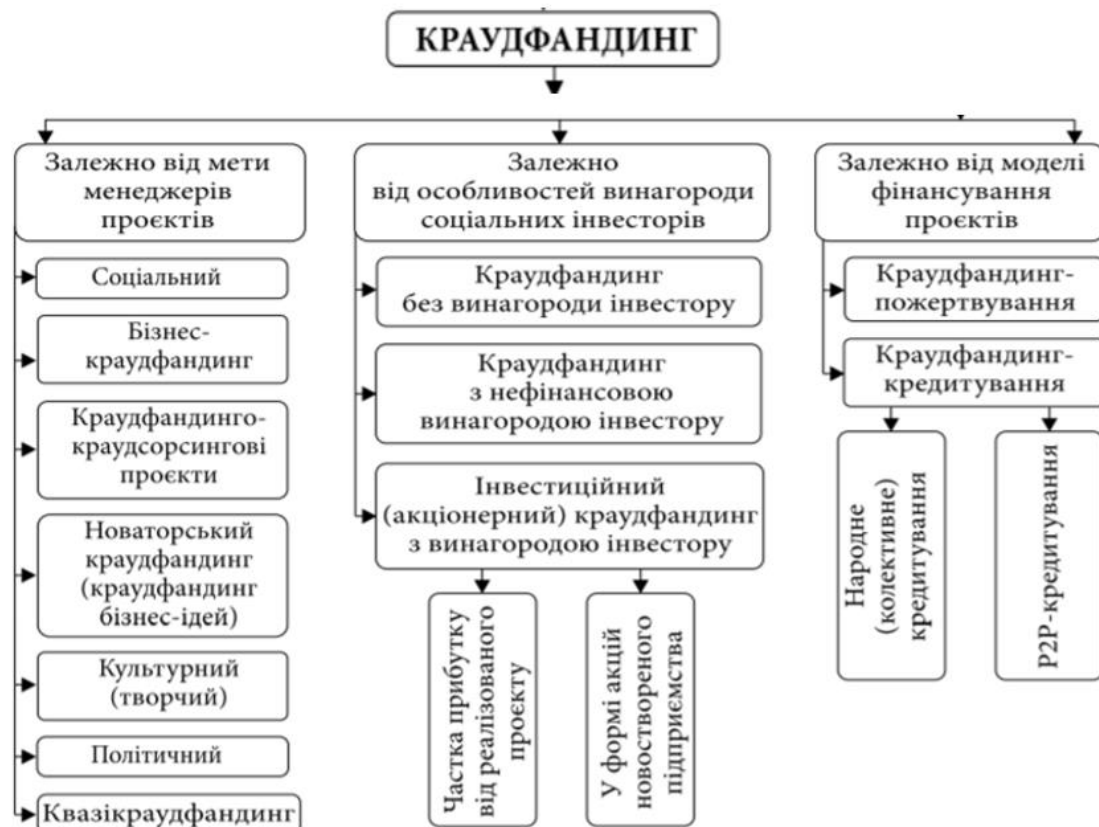 КРАУДФАНДИНГ
Залежно від мети
менеджерів
проєктів
Соціальний
Бізнес-
краудфандинг
Краудфандинго-
краудсорсингові
проєкти
Новаторський
краудфандинг
(краудфандинг
бізнес-ідей)
Культурний
(творчий)
Політичний
Квазікраудфандинг
Залежно
від особливостей винагороди
соціальних інвесторів
Краудфандинг
без винагороди інвестору
Краудфандинг
з нефінансовою
винагородою інвестору
Інвестиційний
(акціонерний) краудфандинг
з винагородою інвестору
Частка прибутку
від реалізованого
проєкту
У формі акцій
новоствореного
підприємства
Залежно від моделі
фінансування
проєктів
Краудфандинг-
пожертвування
Краудфандинг-
кредитування
Народне
(колективне)
кредитування
P2P-кредитування